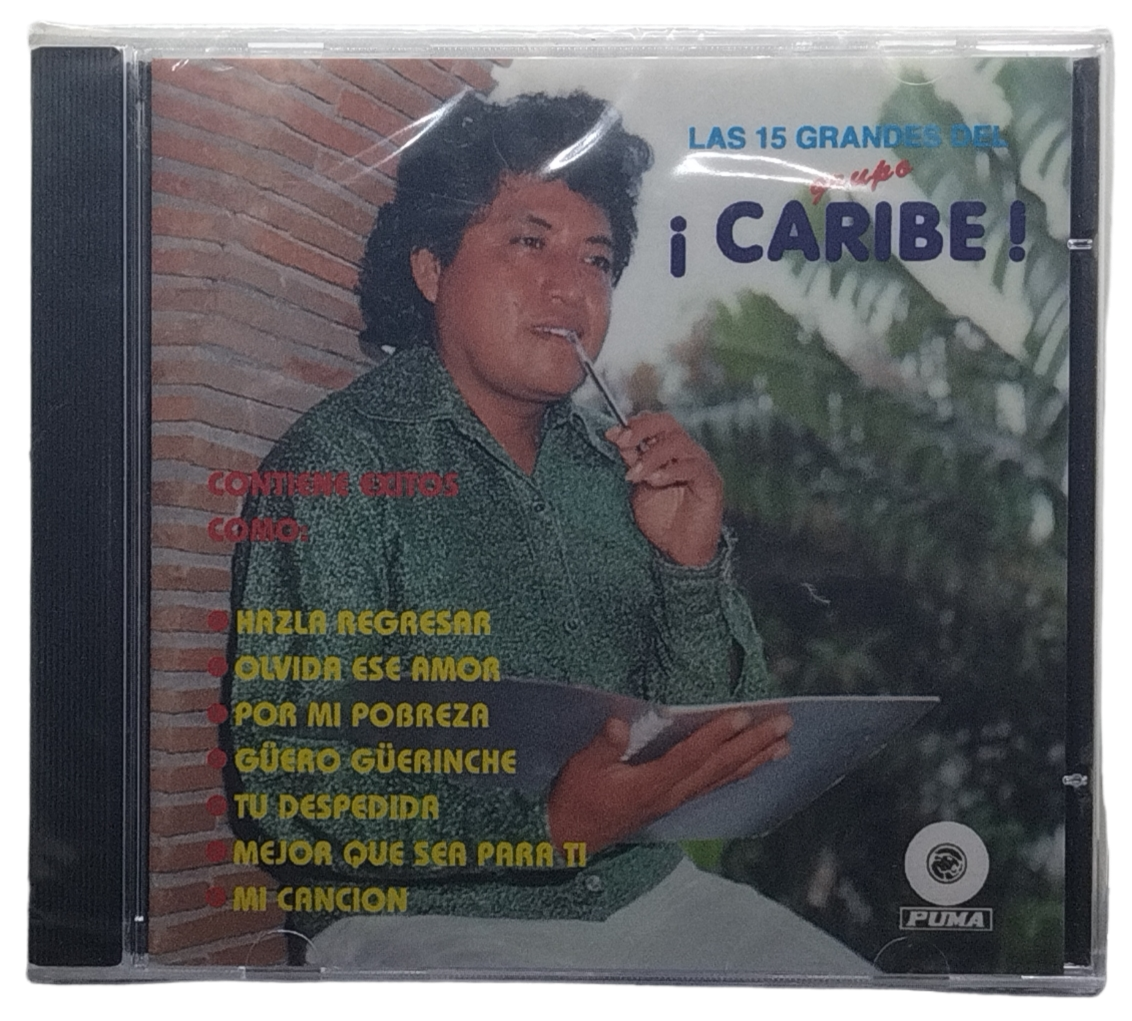 LAS 15 GRANDES DEL
grupo
¡ CARIBE !
CONTIENE EXITOS
COMO:
HAZLA REGRESAR
OLVIDA ESE AMOR
POR MI POBREZA
GÜERO GÜERINCHE
TU DESPEDIDA
MEJOR QUE SEA PARA TI
MI CANCION
PUMA